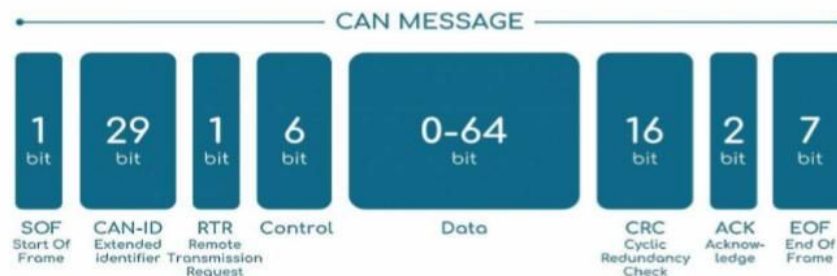 CAN MESSAGE
1 29 1 6 0-64 16 2 7
bit bit bit bit bit bit bit bit
SOF CAN-ID RTR Control Data CRC ACK EOF
Start Of Extended Remote Cyclic Acknow- End Of
Frame identifier Transmission Redundancy ledge Frame
Request Check